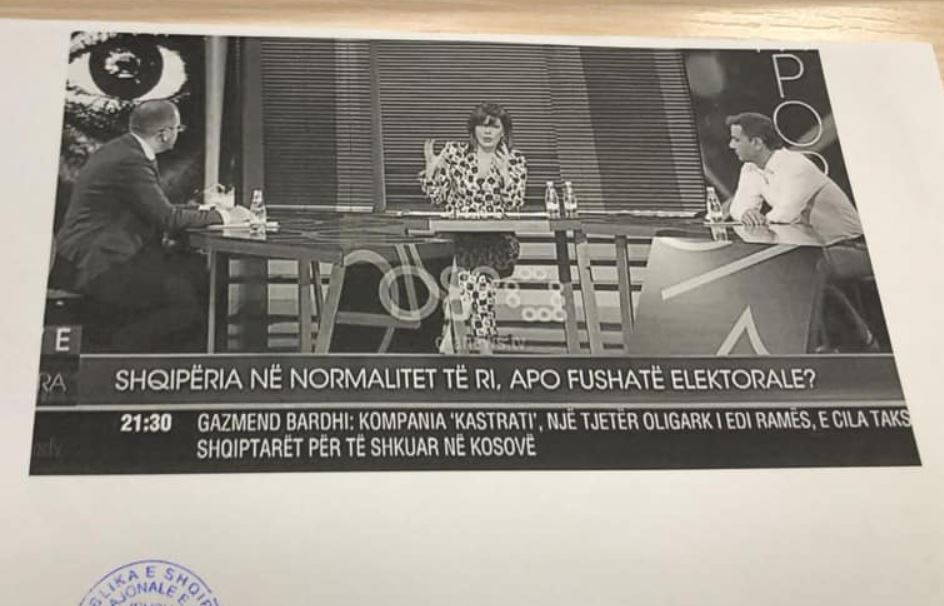 P
O
E
RA
SHQIPËRIA NË NORMALITET TË RI, APO FUSHATË ELEKTORALE?
21:30 GAZMEND BARDHI: KOMPANIA 'KASTRATI', NJË TJETËR OLIGARK I EDI RAMËS, E CILA TAKS
SHQIPTARËT PËR TË SHKUAR NË KOSOVË